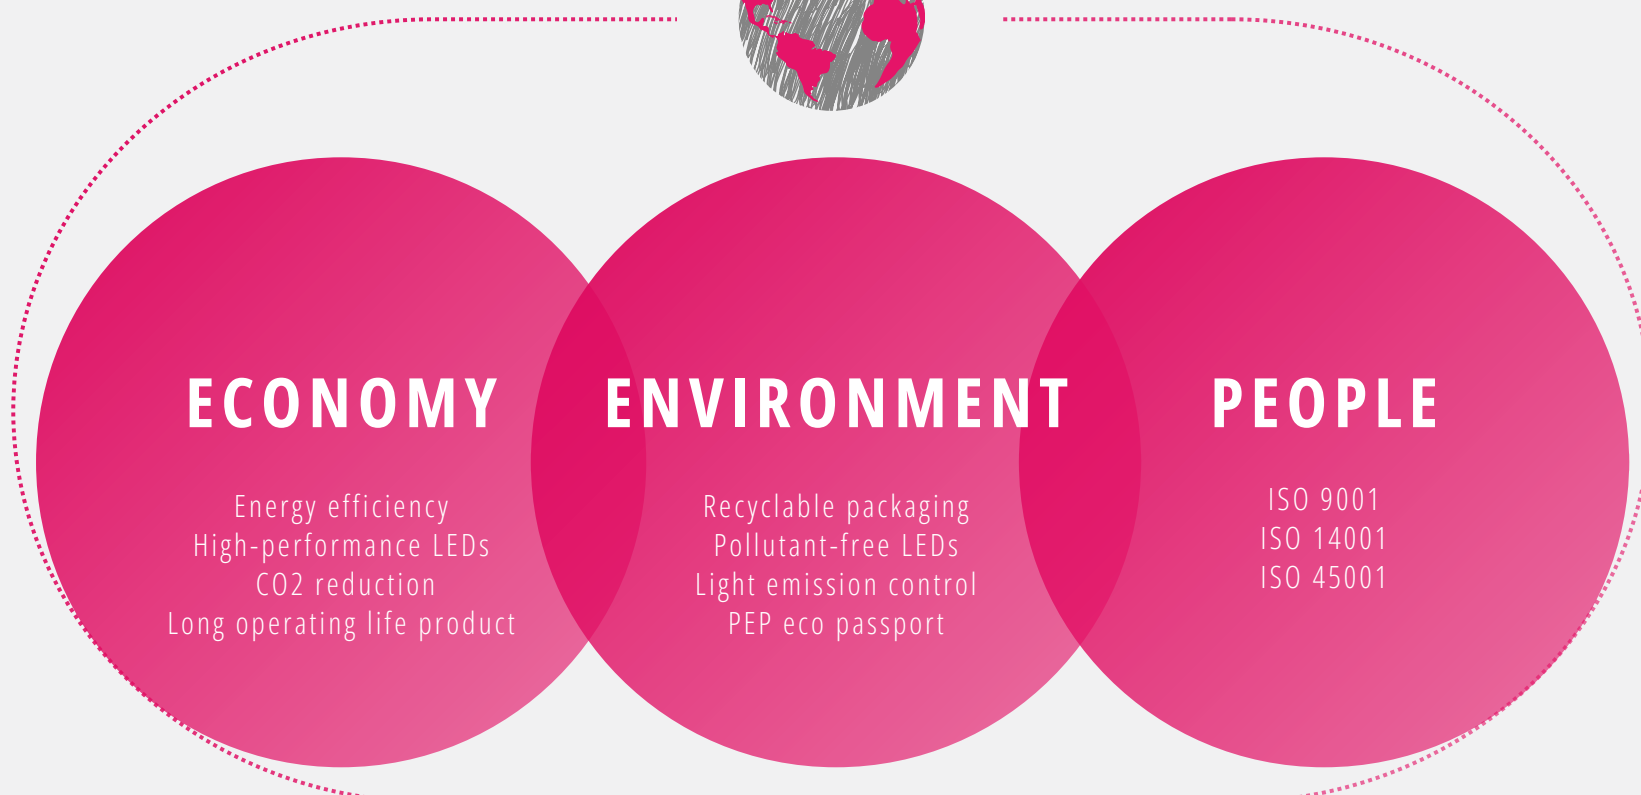 ECONOMY
Energy efficiency
High-performance LEDs
CO2 reduction
Long operating life product
ENVIRONMENT
Recyclable packaging
Pollutant-free LEDs
Light emission control
PEP eco passport
PEOPLE
ISO 9001
ISO 14001
ISO 45001